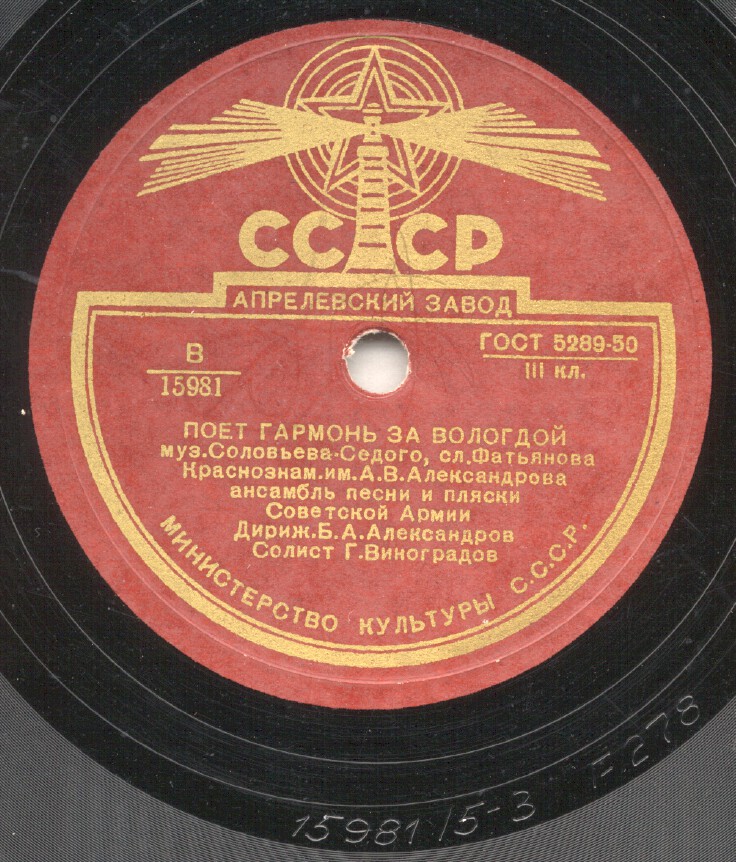 СССР
АПРЕЛЕВСКИЙ ЗАВОД
В
15981
ГОСТ 5289-50
III кл.
ПОЕТ ГАРМОНЬ ЗА ВОЛОГДОЙ
муз.Соловьева-Седого, сл.Фатьянова
Краснознам.им.А.В.Александрова
ансамбль песни и пляски
Советской Армии
Дириж.Б.А.Александров
Солист Г.Виноградов
МИНИСТЕРСТВО КУЛЬТУРЫ С.С.С.Р.
15981/5-3 F278